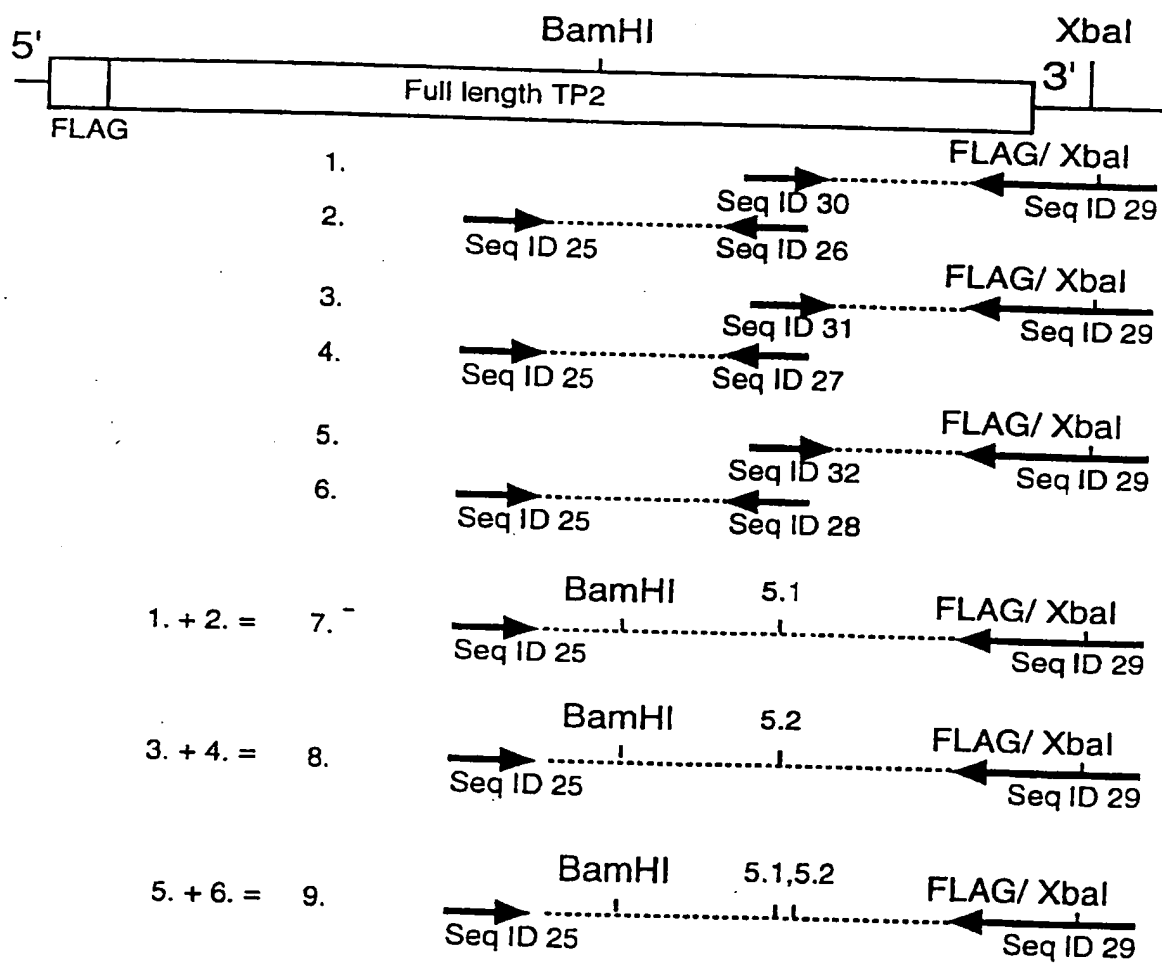 BamHI
XbaI
5'
3'
Full length TP2
FLAG
1.
FLAG/ XbaI
Seq ID 30
Seq ID 29
2.
Seq ID 25
Seq ID 26
3.
FLAG/ XbaI
Seq ID 31
Seq ID 29
4.
Seq ID 25
Seq ID 27
5.
FLAG/ XbaI
Seq ID 32
Seq ID 29
6.
Seq ID 25
Seq ID 28
BamHI 5.1
1. + 2. = 7. FLAG/ XbaI
Seq ID 25
Seq ID 29
BamHI 5.2
3. + 4. = 8. FLAG/ XbaI
Seq ID 25
Seq ID 29
BamHI 5.1,5.2
5. + 6. = 9. FLAG/ XbaI
Seq ID 25
Seq ID 29